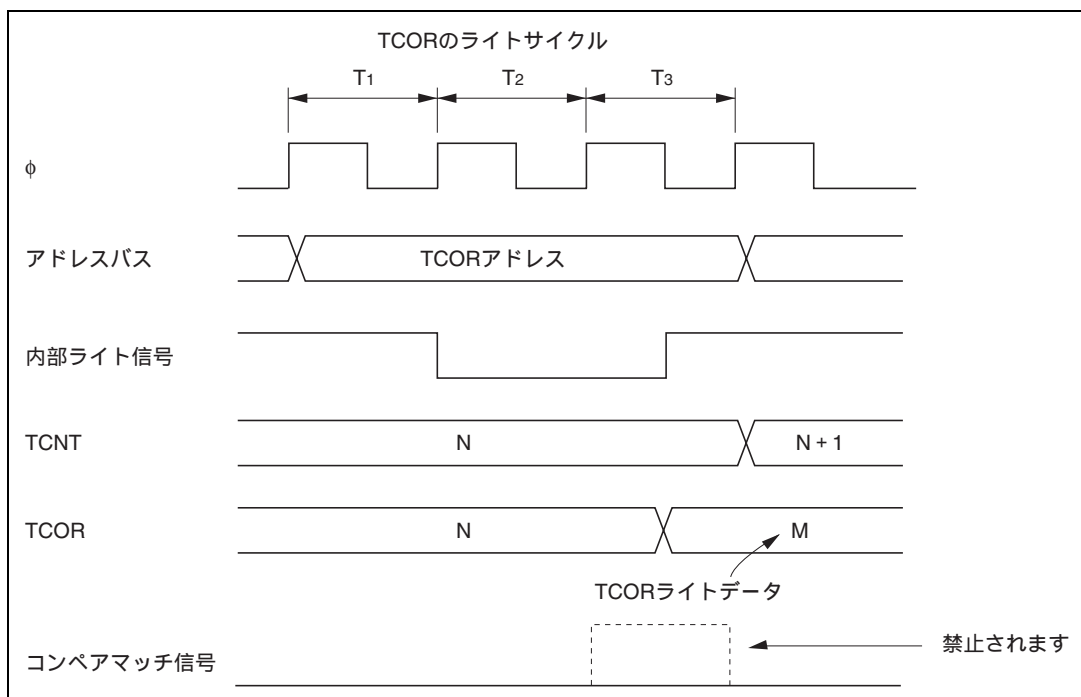 TCORのライトサイクル
T1 T2 T3
φ
アドレスバス TCORアドレス
内部ライト信号
TCNT N N + 1
TCOR N M
TCORライトデータ
コンペアマッチ信号 禁止されます